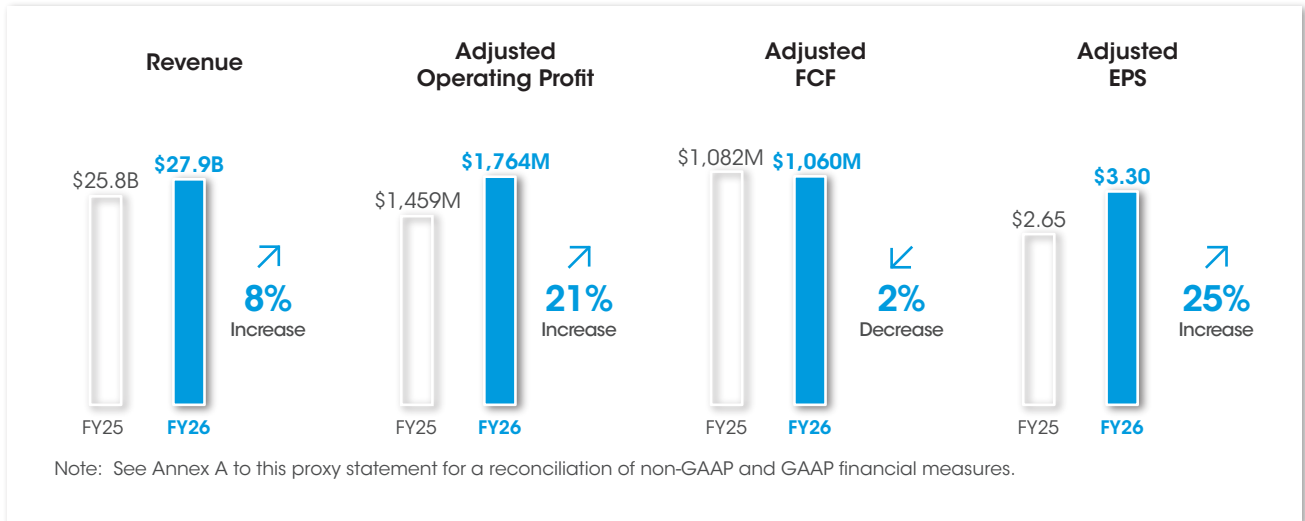 Revenue
$25.8B
$27.9B
8%
Increase
FY25
FY26
Adjusted
Operating Profit
$1,459M
$1,764M
21%
Increase
FY25
FY26
Adjusted
FCF
$1,082M
$1,060M
2%
Decrease
FY25
FY26
Adjusted
EPS
$2.65
$3.30
25%
Increase
FY25
FY26
Note: See Annex A to this proxy statement for a reconciliation of non-GAAP and GAAP financial measures.